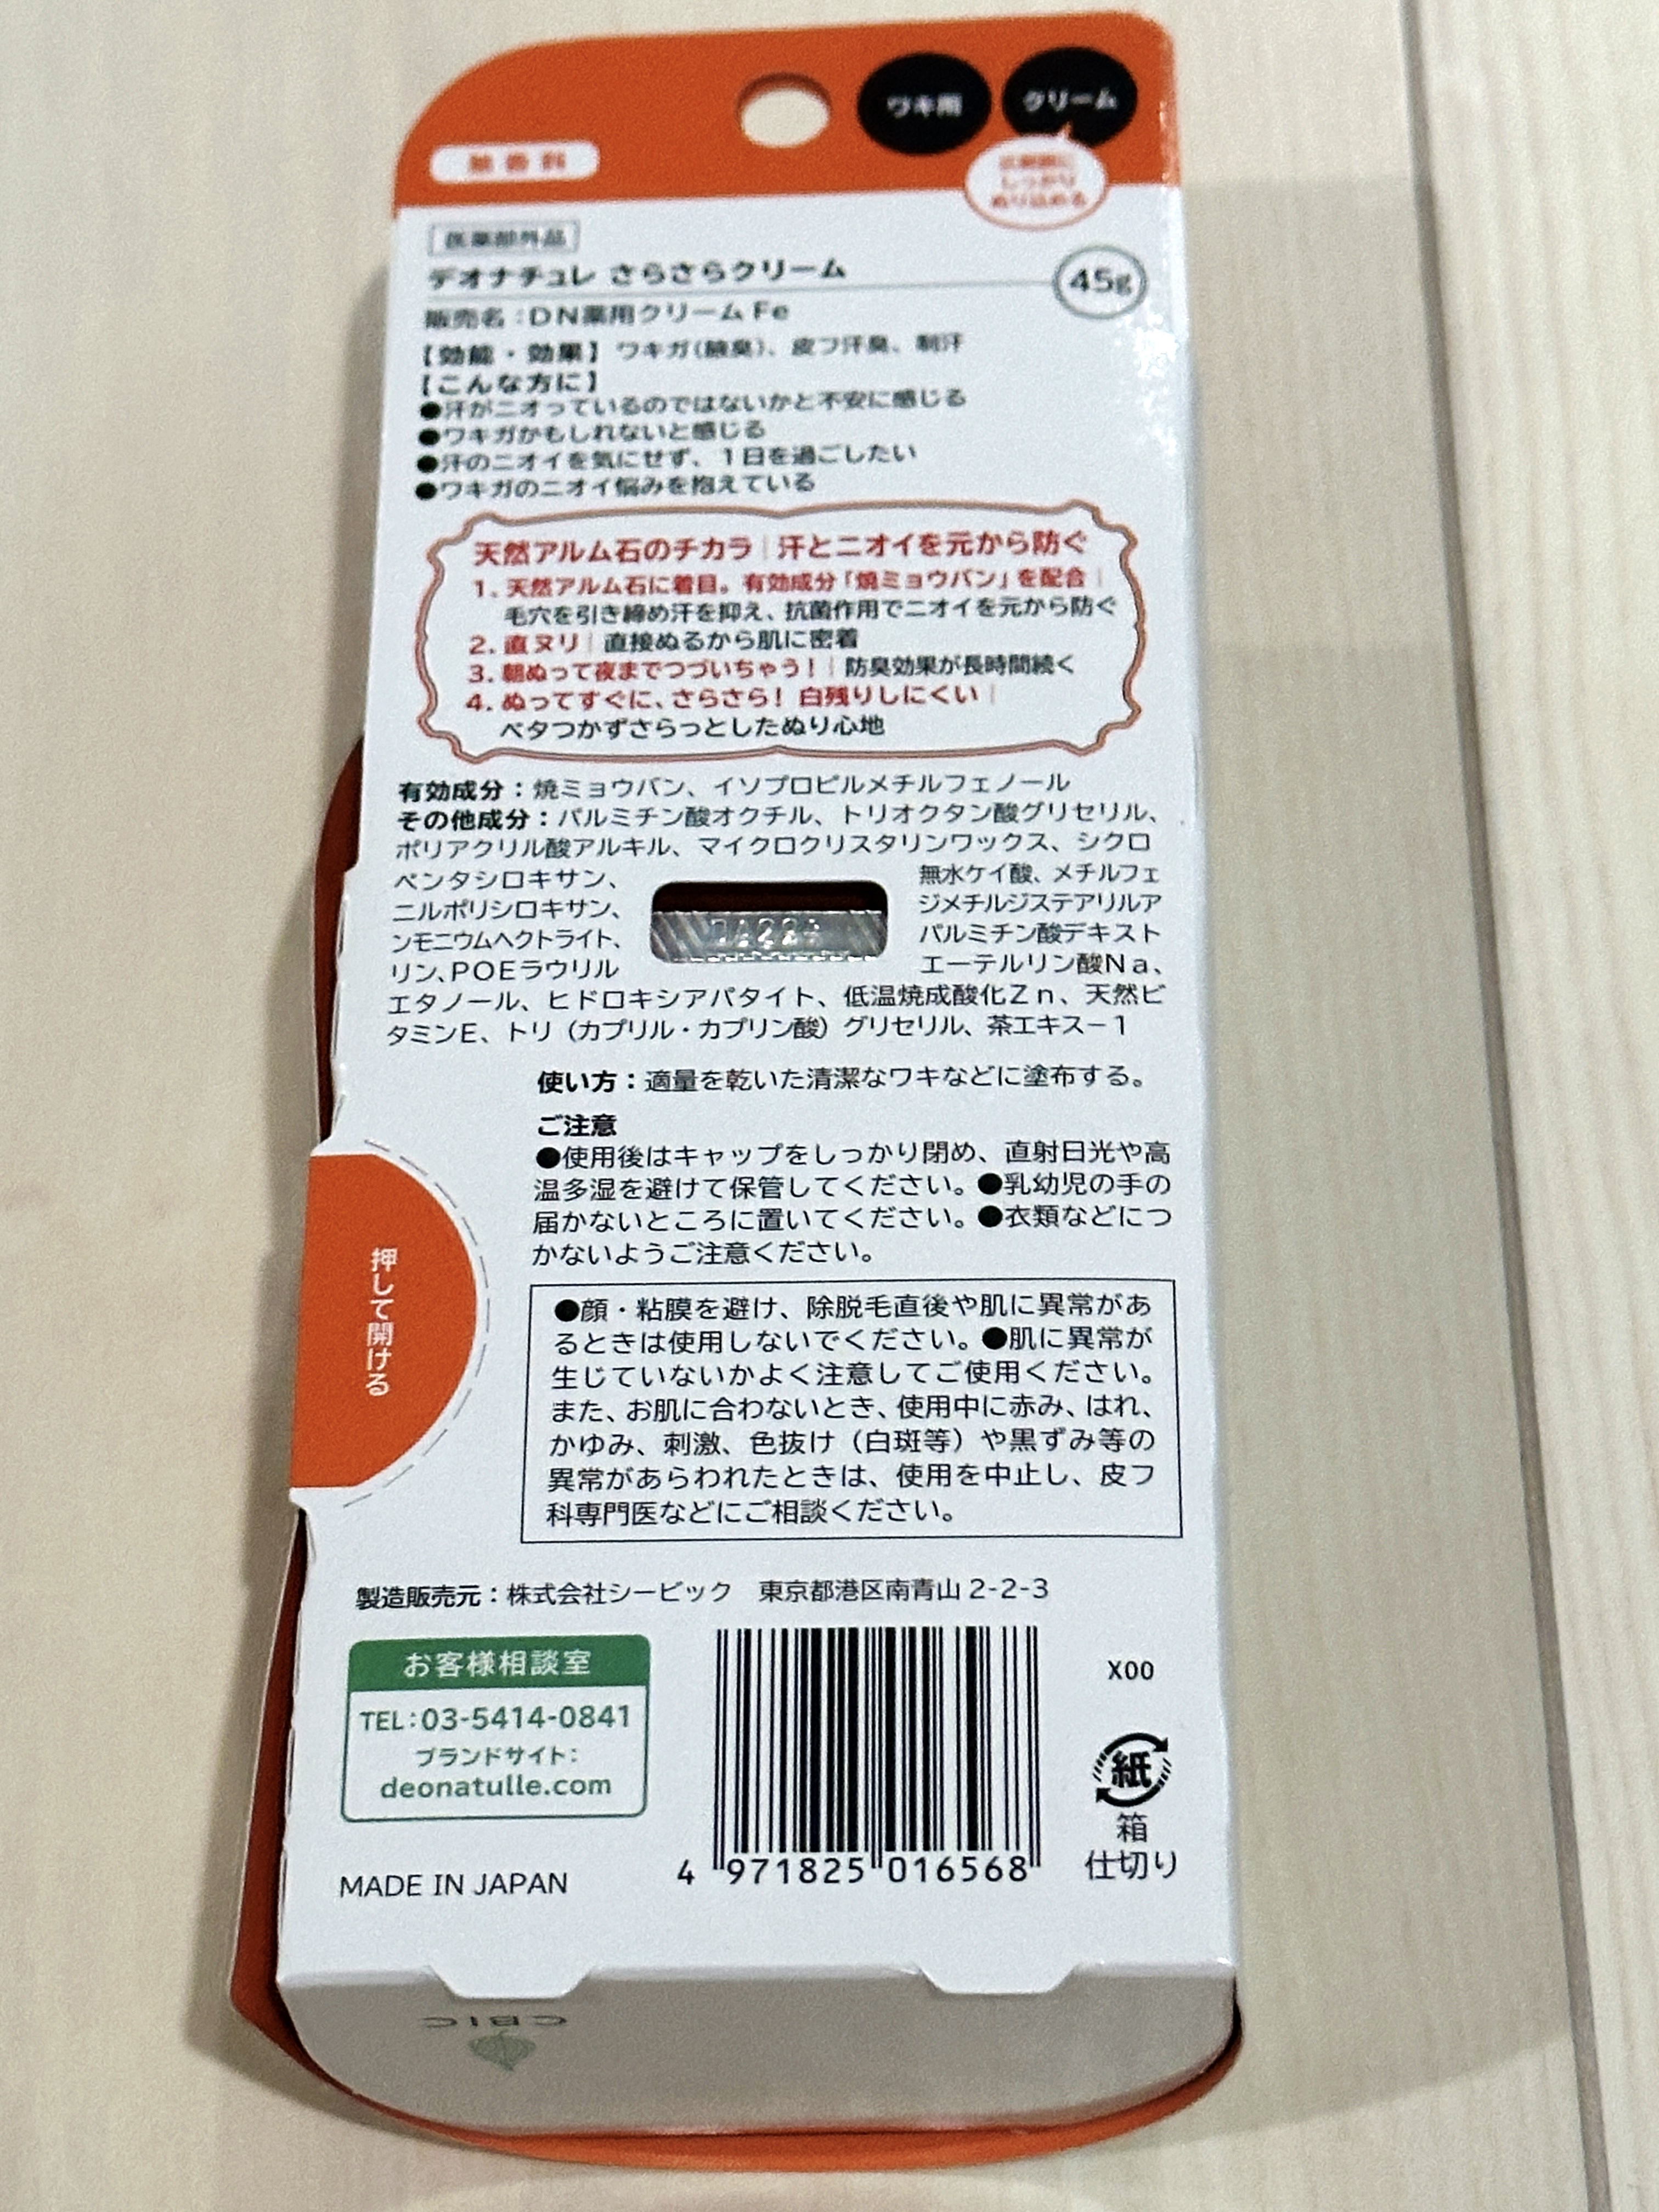 ワキ用
クリーム
無香料
しっかり
ぬり込める
医薬部外品
デオナチュレ さらさらクリーム
45g
販売名：DN薬用クリームFe
【効能・効果】ワキガ（腋臭）、皮フ汗臭、制汗
【こんな方に】
●汗がニオっているのではないかと不安に感じる
●ワキガかもしれないと感じる
●汗のニオイを気にせず、1日を過ごしたい
●ワキガのニオイ悩みを抱えている
天然アルム石のチカラ｜汗とニオイを元から防ぐ
1. 天然アルム石に着目。有効成分「焼ミョウバン」を配合｜
毛穴を引き締め汗を抑え、抗菌作用でニオイを元から防ぐ
2. 直ヌリ｜直接ぬるから肌に密着
3. 朝ぬって夜までつづいちゃう！｜防臭効果が長時間続く
4. ぬってすぐに、さらさら！白残りしにくい｜
ベタつかずさらっとしたぬり心地
有効成分：焼ミョウバン、イソプロピルメチルフェノール
その他成分：パルミチン酸オクチル、トリオクタン酸グリセリル、
ポリアクリル酸アルキル、マイクロクリスタリンワックス、シクロ
ペンタシロキサン、 無水ケイ酸、メチルフェ
ニルポリシロキサン、 ジメチルジステアリルア
ンモニウムヘクトライト、 パルミチン酸デキスト
リン、POEラウリル エーテルリン酸Na、
エタノール、ヒドロキシアパタイト、低温焼成酸化Zn、天然ビ
タミンE、トリ（カプリル・カプリン酸）グリセリル、茶エキス－1
使い方：適量を乾いた清潔なワキなどに塗布する。
ご注意
●使用後はキャップをしっかり閉め、直射日光や高
温多湿を避けて保管してください。●乳幼児の手の
届かないところに置いてください。●衣類などにつ
かないようご注意ください。
押して開ける
●顔・粘膜を避け、除脱毛直後や肌に異常があ
るときは使用しないでください。●肌に異常が
生じていないかよく注意してご使用ください。
また、お肌に合わないとき、使用中に赤み、はれ、
かゆみ、刺激、色抜け（白斑等）や黒ずみ等の
異常があらわれたときは、使用を中止し、皮フ
科専門医などにご相談ください。
製造販売元：株式会社シービック 東京都港区南青山 2-2-3
お客様相談室
TEL：03-5414-0841
ブランドサイト：
deonatulle.com
MADE IN JAPAN
4 971825 016568
X00
紙
箱
仕切り
CBIC